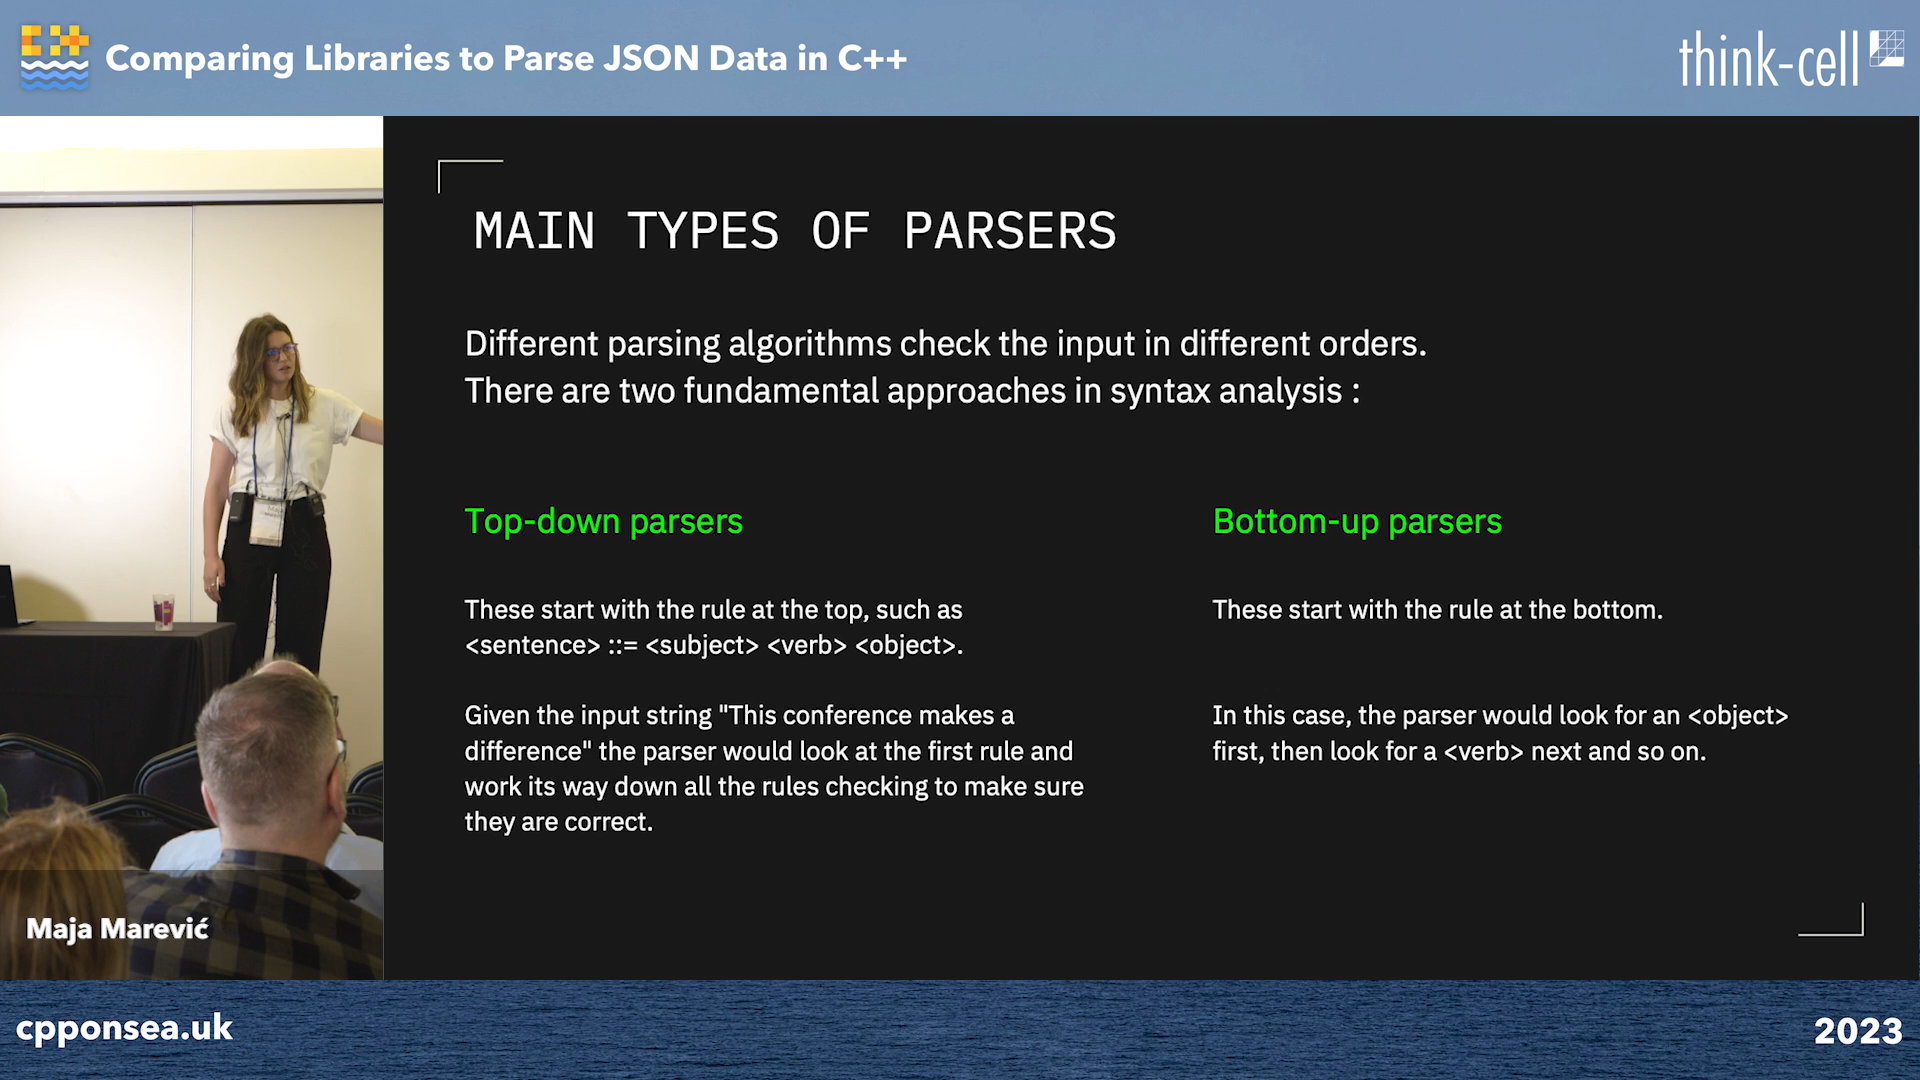 Comparing Libraries to Parse JSON Data in C++
think-cell
MAIN TYPES OF PARSERS
Different parsing algorithms check the input in different orders.
There are two fundamental approaches in syntax analysis :
Top-down parsers
These start with the rule at the top, such as
<sentence> ::= <subject> <verb> <object>.
Given the input string "This conference makes a
difference" the parser would look at the first rule and
work its way down all the rules checking to make sure
they are correct.
Bottom-up parsers
These start with the rule at the bottom.
In this case, the parser would look for an <object>
first, then look for a <verb> next and so on.
Maja Marević
cpponsea.uk
2023